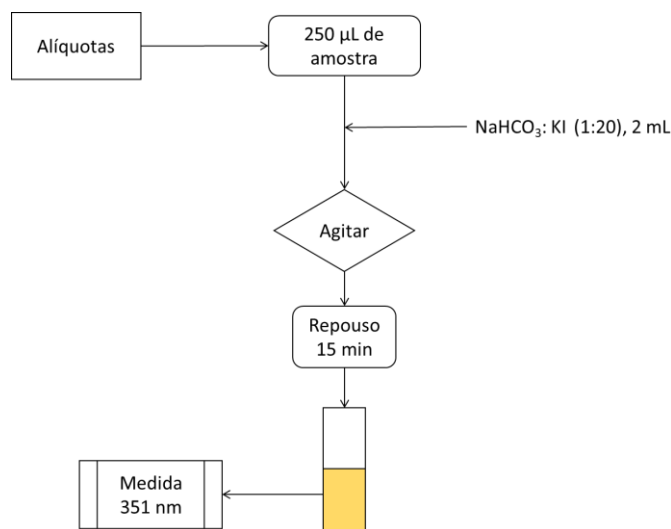 Alíquotas
250 µL de
amostra
NaHCO₃: KI (1:20), 2 mL
Agitar
Repouso
15 min
Medida
351 nm